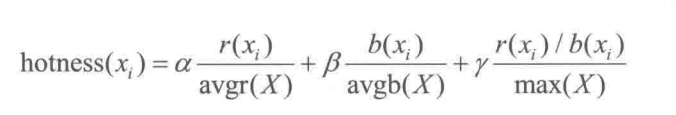 hotness(x_i) = α r(x_i)/avgr(X) + β b(x_i)/avgb(X) + γ r(x_i)/b(x_i)/max(X)